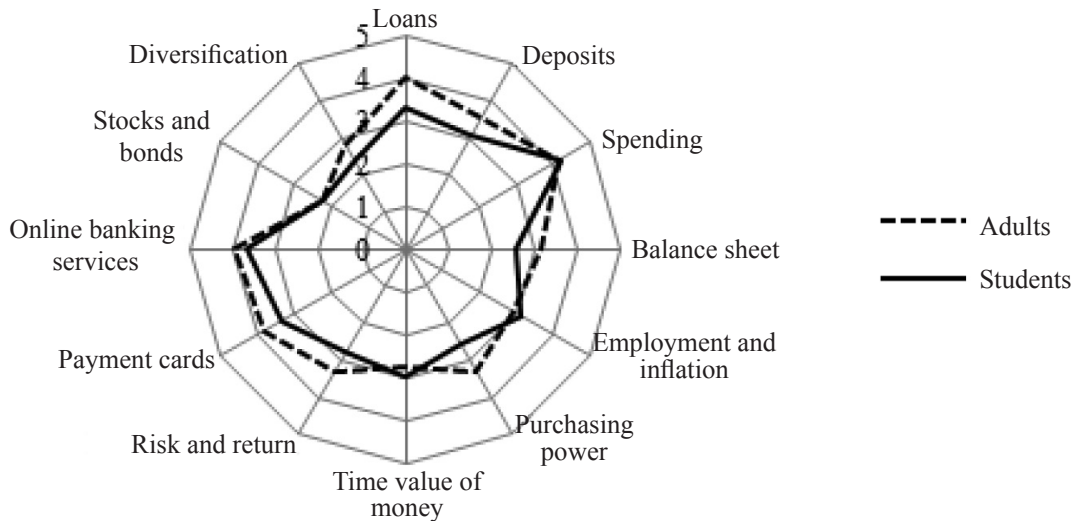 Loans
Diversification
Deposits
5
4
3
2
1
0
Stocks and
bonds
Spending
Online banking
services
Balance sheet
Adults
Students
Payment cards
Employment and
inflation
Risk and return
Purchasing
power
Time value of
money